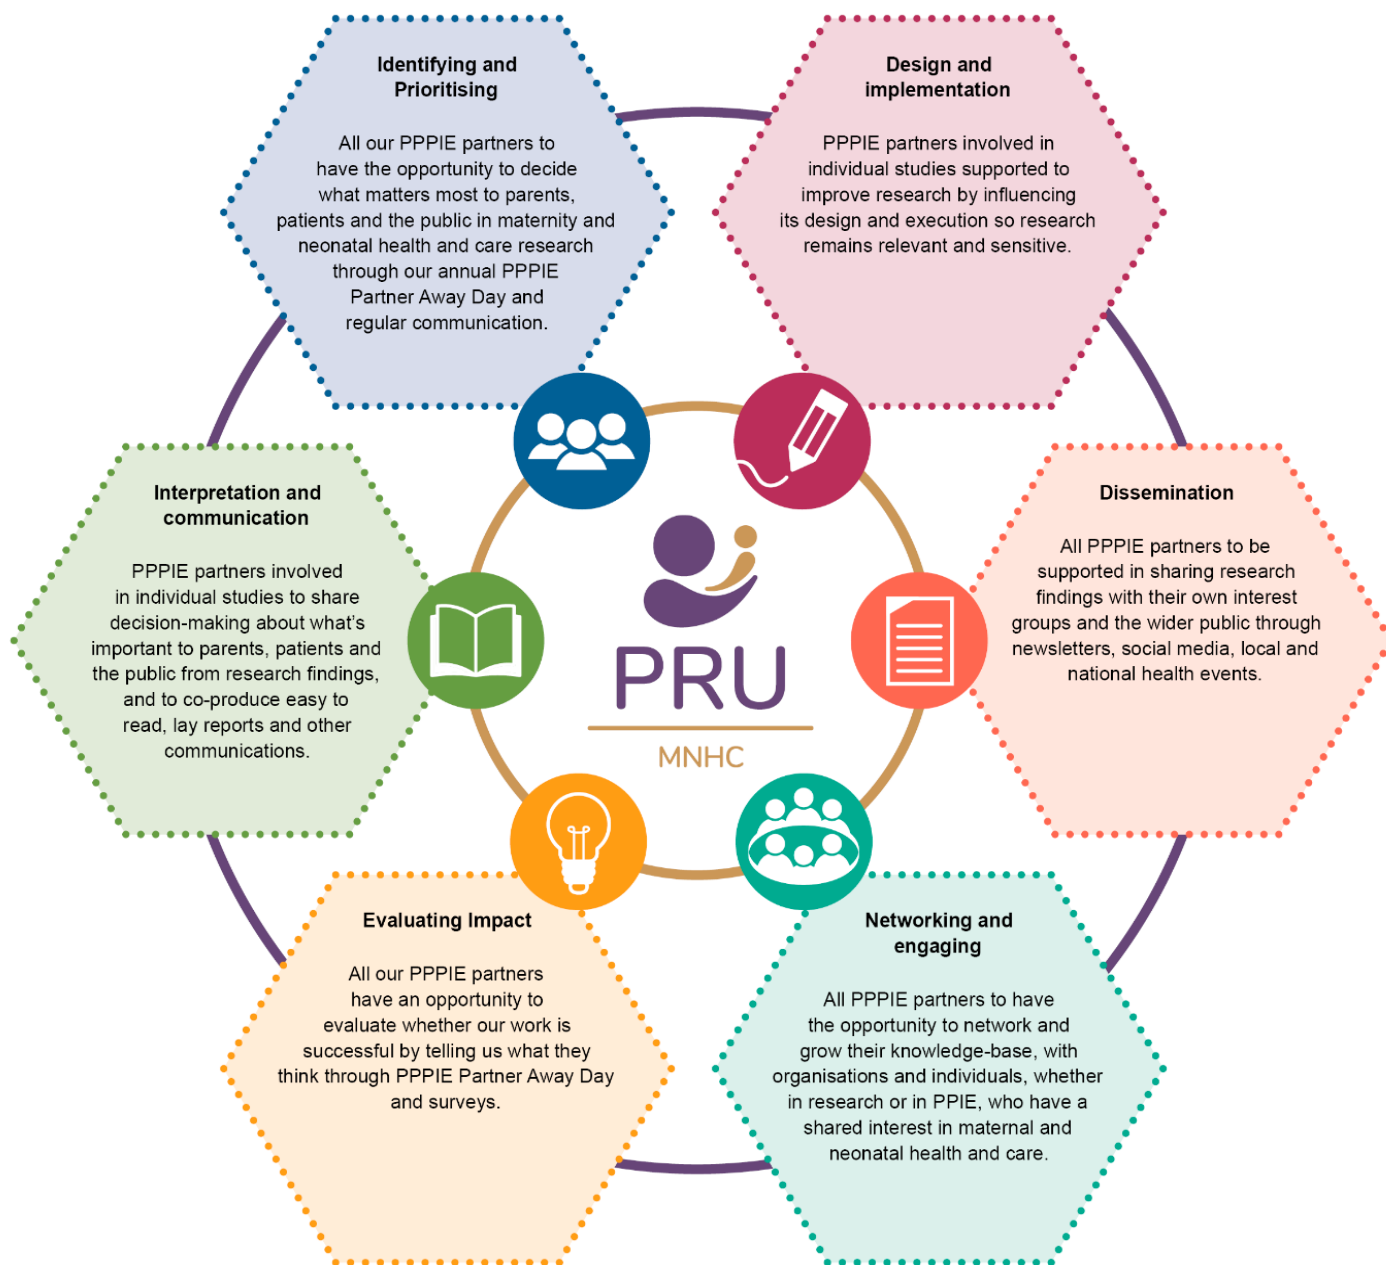 Identifying and
Prioritising
All our PPPIE partners to
have the opportunity to decide
what matters most to parents,
patients and the public in maternity and
neonatal health and care research
through our annual PPPIE
Partner Away Day and
regular communication.
Design and
implementation
PPPIE partners involved in
individual studies supported to
improve research by influencing
its design and execution so research
remains relevant and sensitive.
Interpretation and
communication
PPPIE partners involved
in individual studies to share
decision-making about what’s
important to parents, patients and
the public from research findings,
and to co-produce easy to
read, lay reports and other
communications.
PRU
MNHC
Dissemination
All PPPIE partners to be
supported in sharing research
findings with their own interest
groups and the wider public through
newsletters, social media, local and
national health events.
Evaluating Impact
All our PPPIE partners
have an opportunity to
evaluate whether our work is
successful by telling us what they
think through PPPIE Partner Away Day
and surveys.
Networking and
engaging
All PPPIE partners to have
the opportunity to network and
grow their knowledge-base, with
organisations and individuals, whether
in research or in PPIE, who have a
shared interest in maternal and
neonatal health and care.